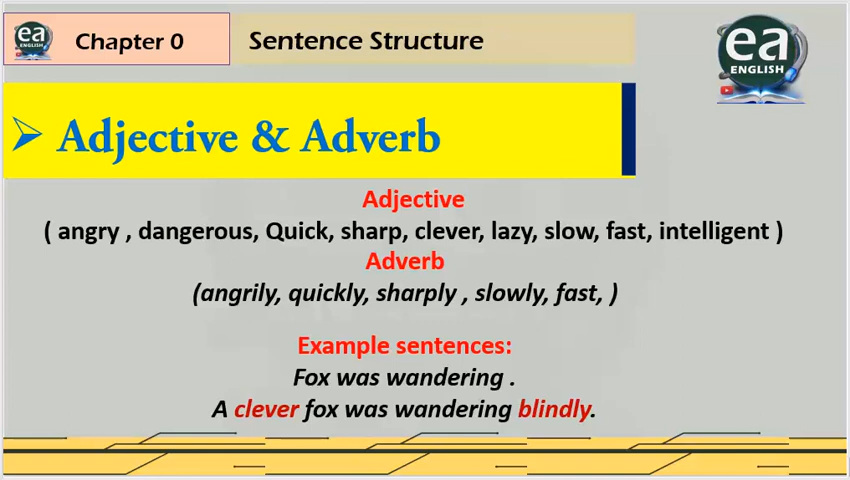 ea
ENGLISH
Chapter 0
Sentence Structure
ea
ENGLISH
Adjective & Adverb
Adjective
( angry , dangerous, Quick, sharp, clever, lazy, slow, fast, intelligent )
Adverb
(angrily, quickly, sharply , slowly, fast, )
Example sentences:
Fox was wandering .
A clever fox was wandering blindly.